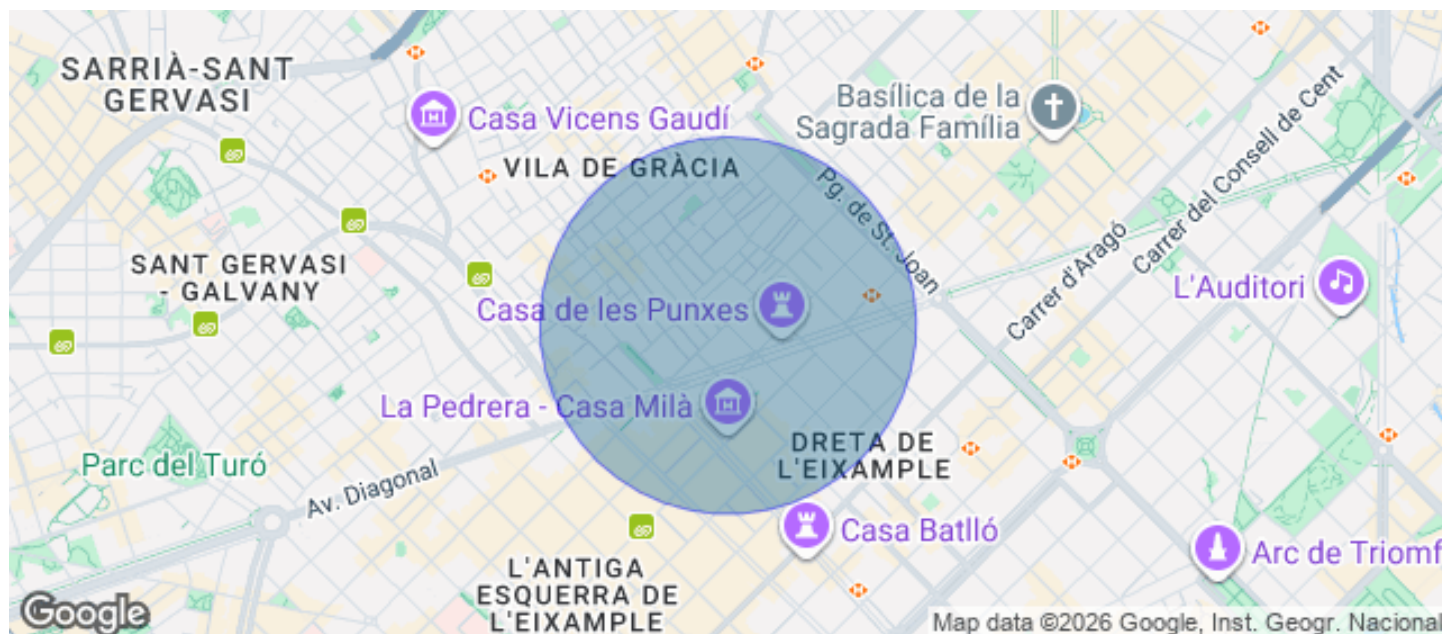 SARRIÀ-SANT
GERVASI
Casa Vicens Gaudí
Basílica de la
Sagrada Família
VILA DE GRÀCIA
Pg. de St. Joan
Carrer d'Aragó
Carrer del Consell de Cent
SANT GERVASI
- GALVANY
L'Auditori
Casa de les Punxes
La Pedrera - Casa Milà
DRETA DE
L'EIXAMPLE
Parc del Turó
Av. Diagonal
Casa Batlló
Arc de Triomf
L'ANTIGA
ESQUERRA DE
L'EIXAMPLE
Google
Map data ©2026 Google, Inst. Geogr. Nacional